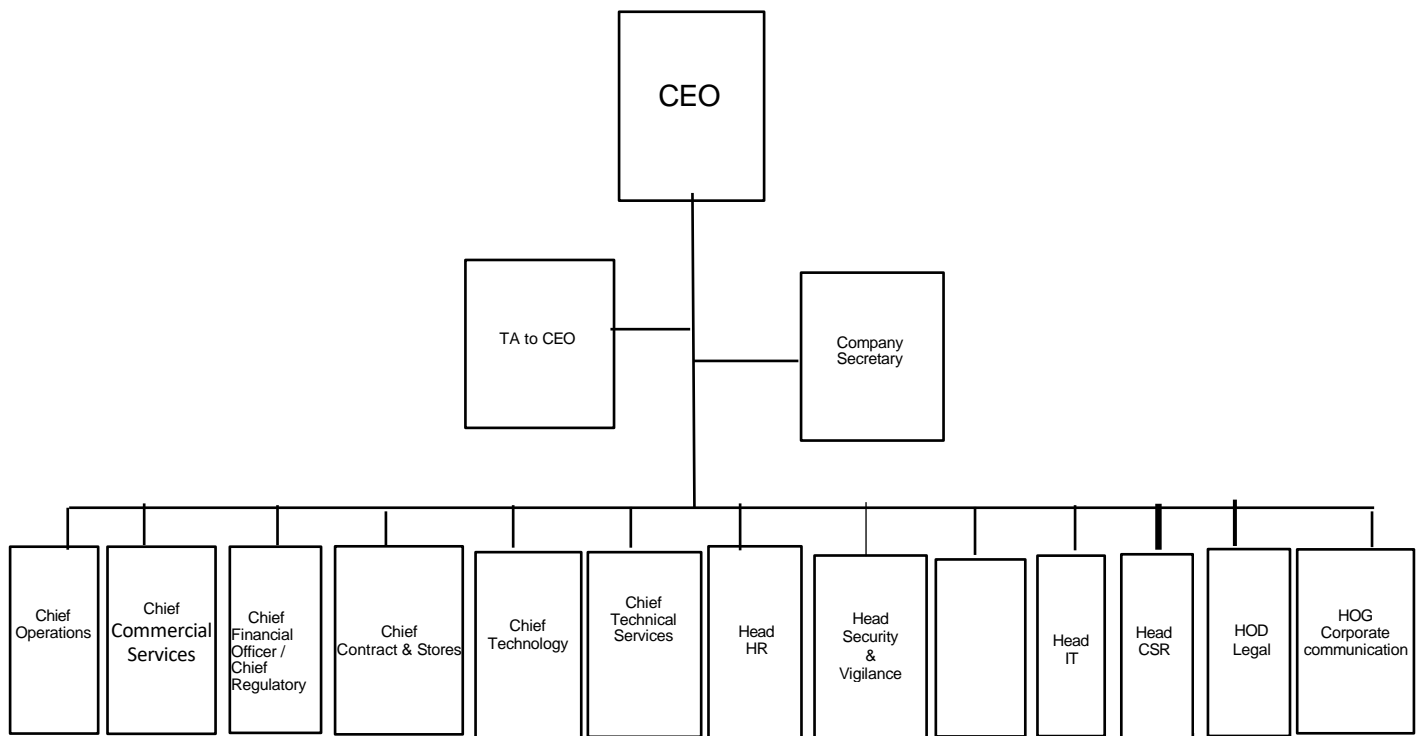 CEO
TA to CEO
Company
Secretary
Chief
Operations
Chief
Commercial
Services
Chief
Financial
Officer /
Chief
Regulatory
Chief
Contract & Stores
Chief
Technology
Chief
Technical
Services
Head
HR
Head
Security
&
Vigilance
Head
IT
Head
CSR
HOD
Legal
HOG
Corporate
communication